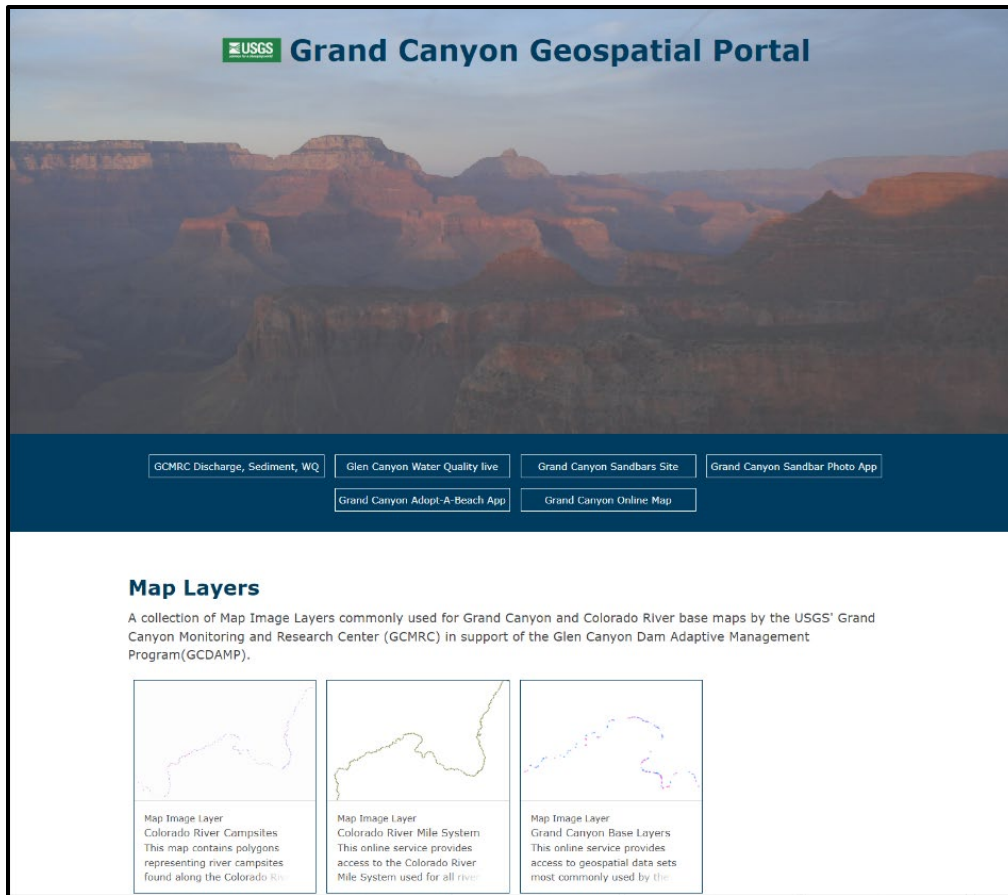 USGS Grand Canyon Geospatial Portal
GCMRC Discharge, Sediment, WQ
Glen Canyon Water Quality live
Grand Canyon Sandbars Site
Grand Canyon Sandbar Photo App
Grand Canyon Adopt-A-Beach App
Grand Canyon Online Map
Map Layers
A collection of Map Image Layers commonly used for Grand Canyon and Colorado River base maps by the USGS' Grand
Canyon Monitoring and Research Center (GCMRC) in support of the Glen Canyon Dam Adaptive Management
Program(GCDAMP).
Map Image Layer
Colorado River Campsites
This map contains polygons
representing river campsites
found along the Colorado
Map Image Layer
Colorado River Mile System
This online service provides
access to the Colorado River
Mile System used for all river
Map Image Layer
Grand Canyon Base Layers
This online service provides
access to geospatial data sets
most commonly used by the